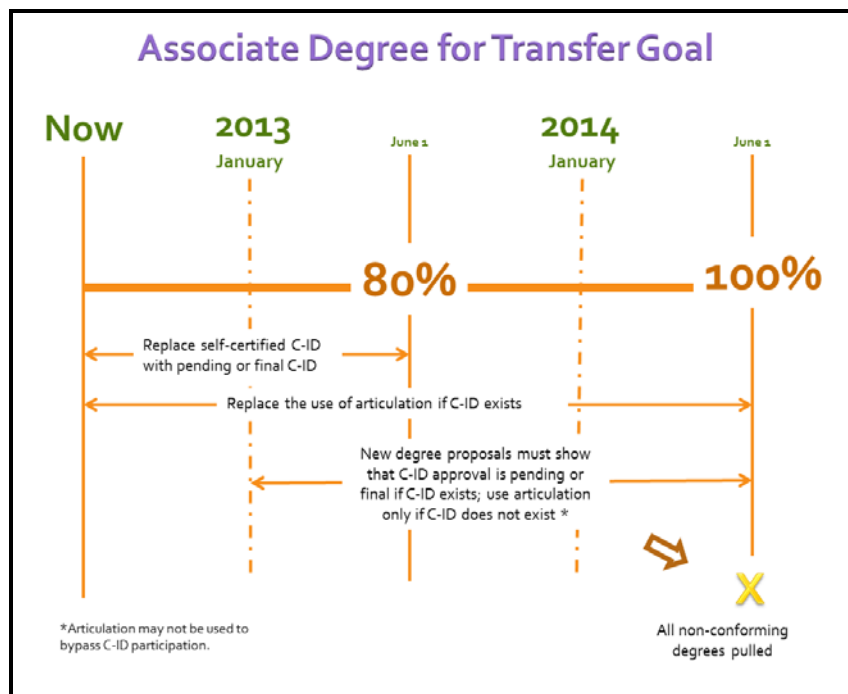 Associate Degree for Transfer Goal
Now
2013
January
June 1
2014
January
June 1
80%
100%
Replace self-certified C-ID
with pending or final C-ID
Replace the use of articulation if C-ID exists
New degree proposals must show
that C-ID approval is pending or
final if C-ID exists; use articulation
only if C-ID does not exist *
X
All non-conforming
degrees pulled
*Articulation may not be used to
bypass C-ID participation.